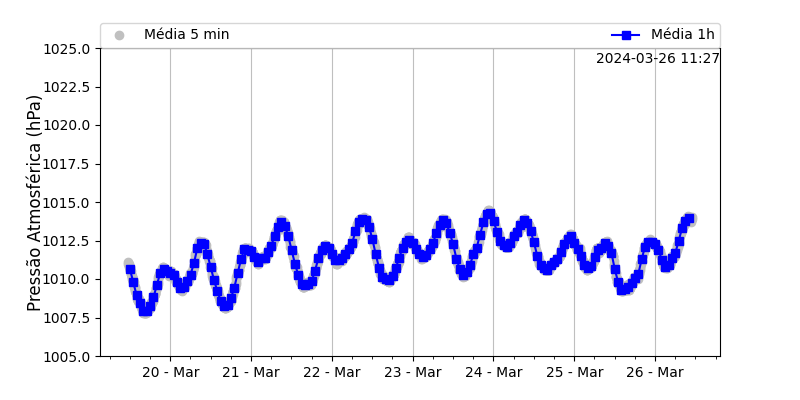 Média 5 min
Média 1h
2024-03-26 11:27
Pressão Atmosférica (hPa)
1025.0
1022.5
1020.0
1017.5
1015.0
1012.5
1010.0
1007.5
1005.0
20 - Mar
21 - Mar
22 - Mar
23 - Mar
24 - Mar
25 - Mar
26 - Mar